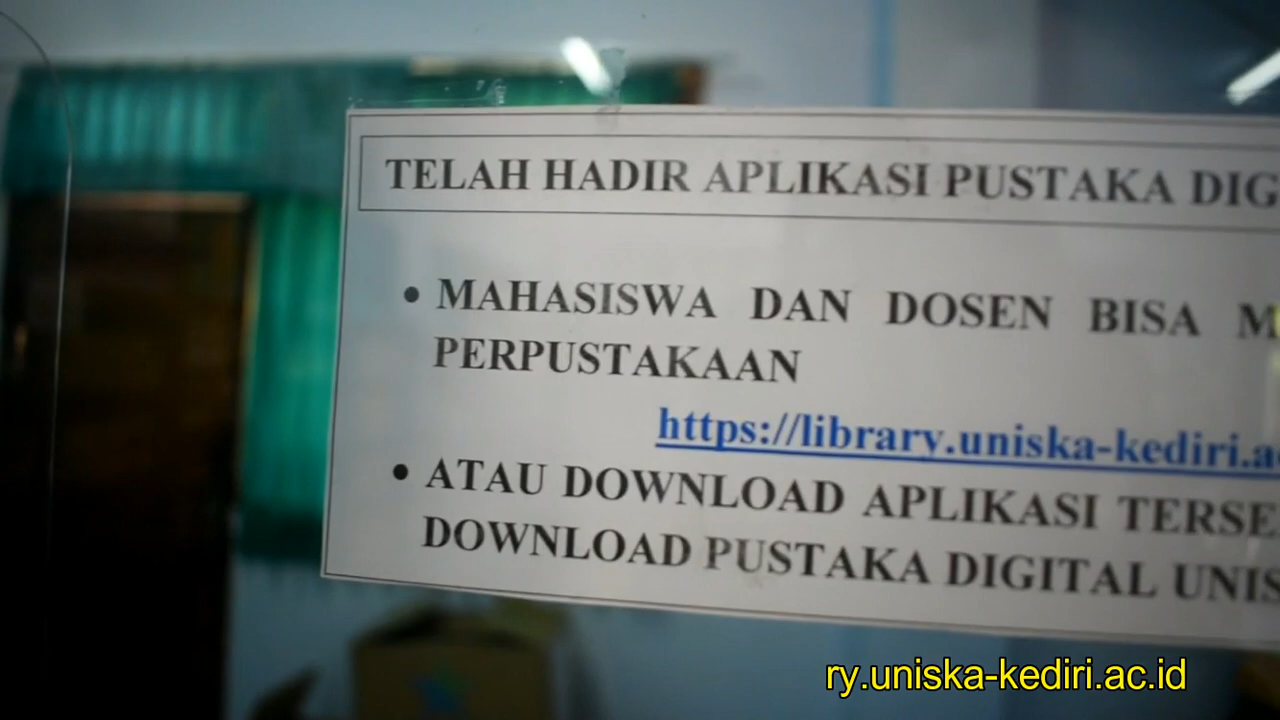 TELAH HADIR APLIKASI PUSTAKA DIG
• MAHASISWA DAN DOSEN BISA M
PERPUSTAKAAN
https://library.uniska-kediri.a
• ATAU DOWNLOAD APLIKASI TERSE
DOWNLOAD PUSTAKA DIGITAL UNIS
ry.uniska-kediri.ac.id